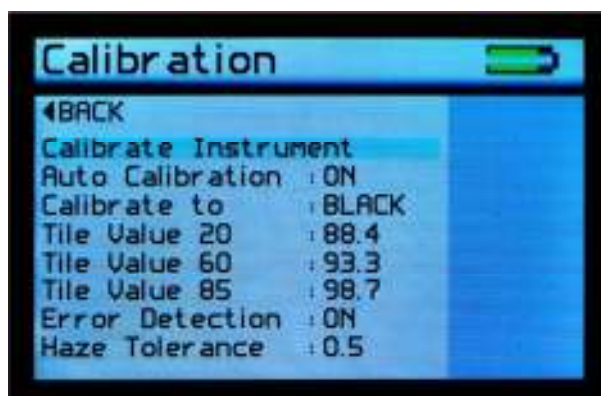 Calibration
◀BACK
Calibrate Instrument
Auto Calibration : ON
Calibrate to : BLACK
Tile Value 20 : 88.4
Tile Value 60 : 93.3
Tile Value 85 : 98.7
Error Detection : ON
Haze Tolerance : 0.5